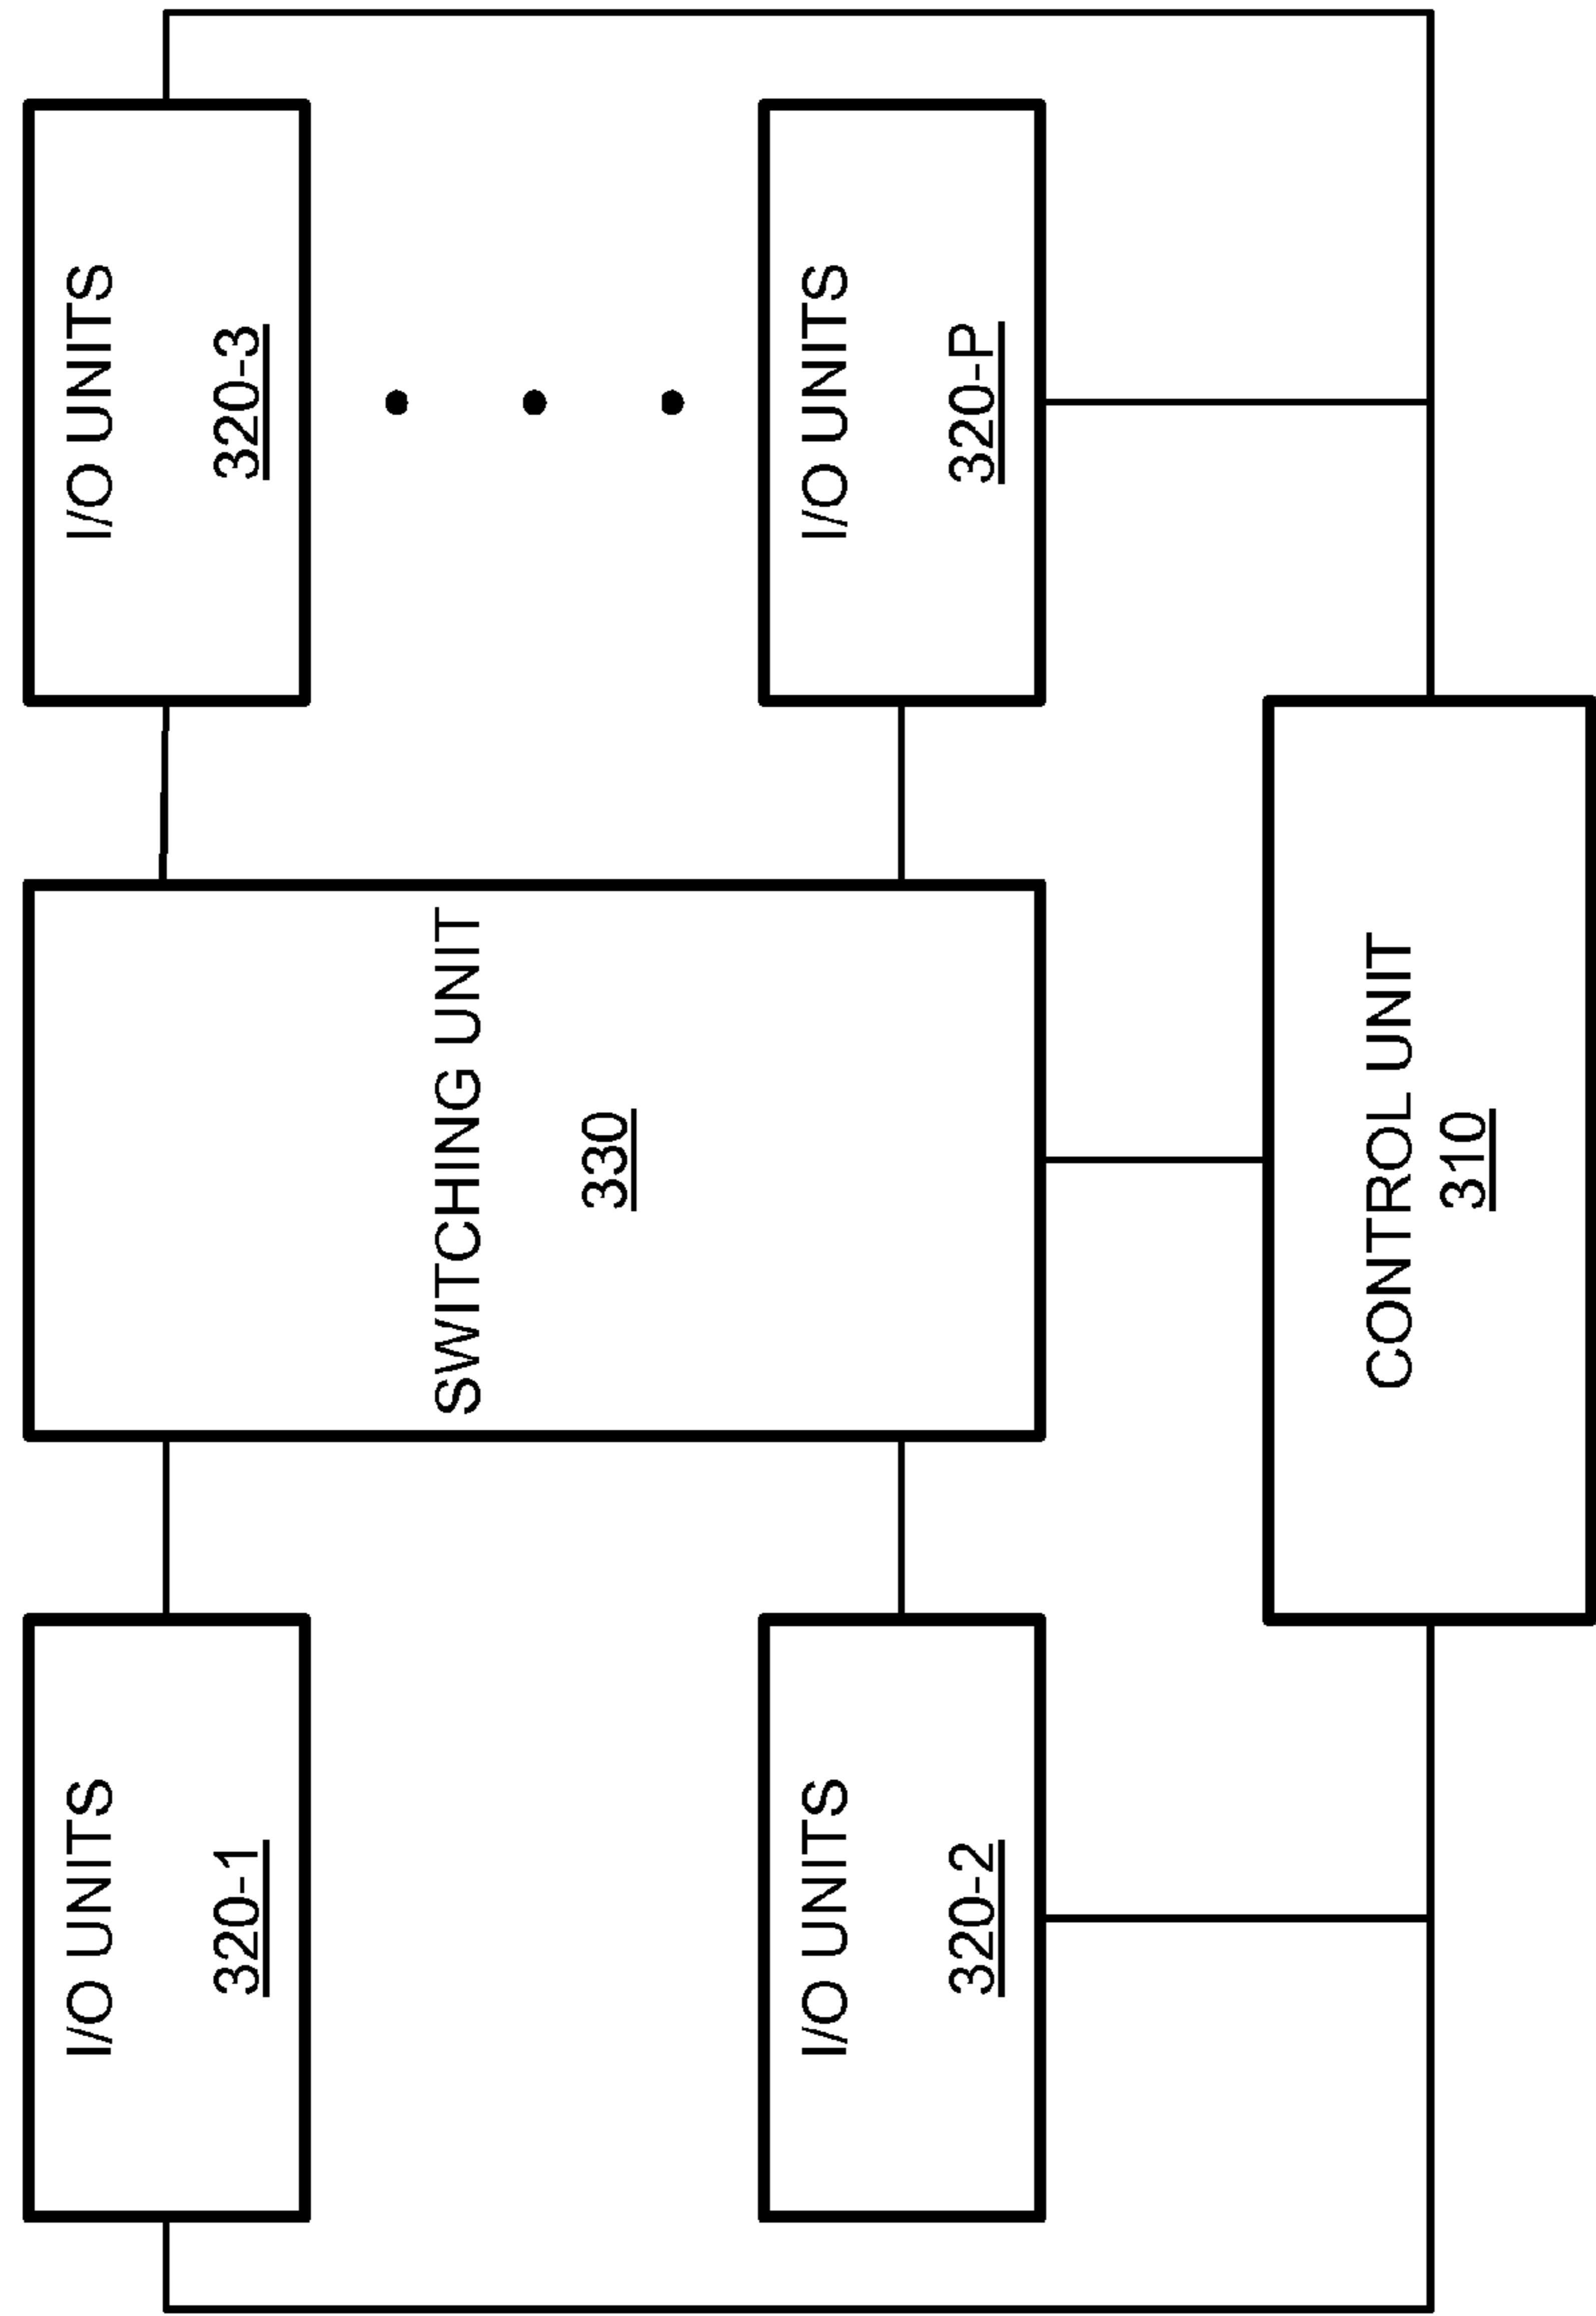 I/O UNITS
320-1
SWITCHING UNIT
330
I/O UNITS
320-3
I/O UNITS
320-2
I/O UNITS
320-P
CONTROL UNIT
310